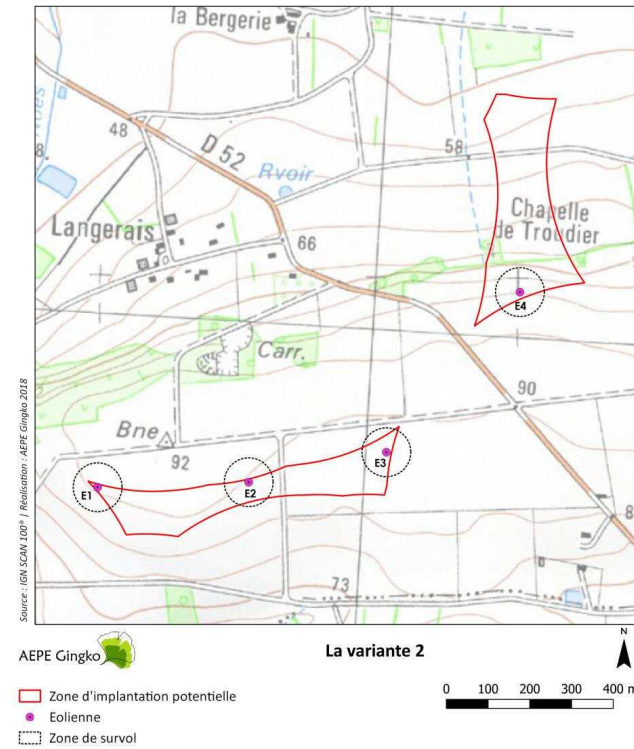 la Bergerie
48
D 52
58
Rvoir
Langerais
Chapelle
de Troudier
66
E4
Carr.
90
Bne
92
E3
E2
E1
73
Source : IGN SCAN 100® | Réalisation : AEPE Gingko 2018
AEPE Gingko
La variante 2
N
Zone d'implantation potentielle
Eolienne
Zone de survol
0 100 200 300 400 m